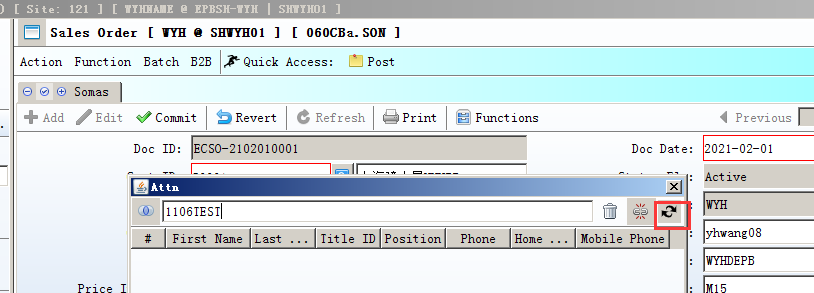 ) [ Site: 121 ] [ WYHNAME @ EPBSH-WYH | SHWYH01 ]
Sales Order [ WYH @ SHWYH01 ] [ 060CBa.SON ]
Action Function Batch B2B Quick Access: Post
Somas
Add Edit Commit Revert Refresh Print Functions Previous
Doc ID: ECSO-2102010001 Doc Date: 2021-02-01
Active
Attn
1106TEST
WYH
# First Name Last ... Title ID Position Phone Home ... Mobile Phone
yhwang08
WYHDEPB
Price I
M15